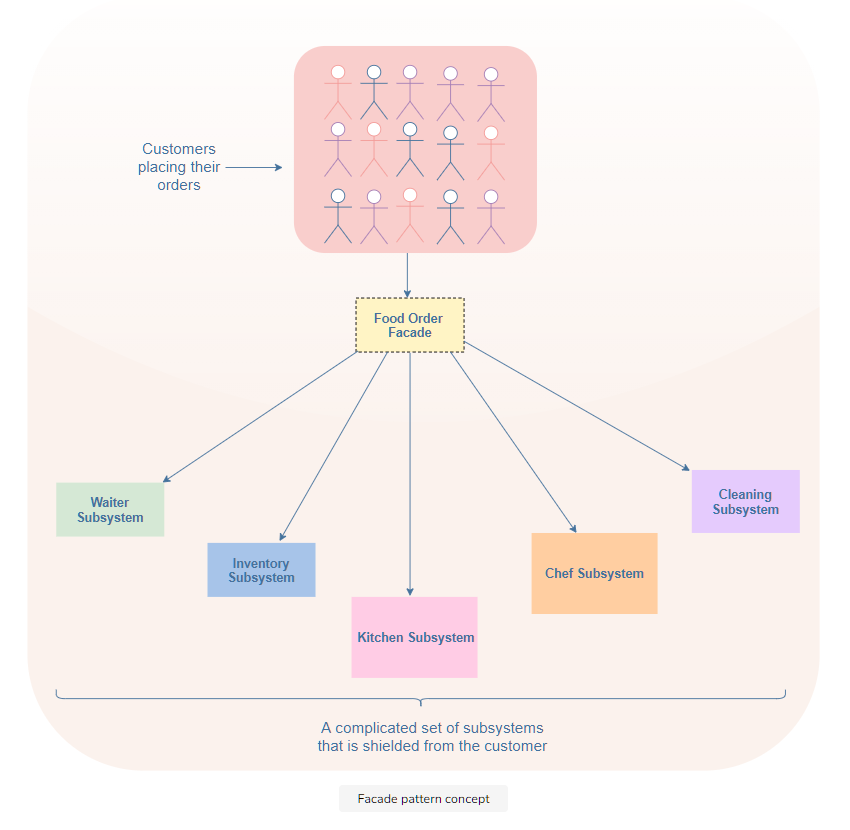 Customers
placing their
orders
Food Order
Facade
Waiter
Subsystem
Inventory
Subsystem
Kitchen Subsystem
Chef Subsystem
Cleaning
Subsystem
A complicated set of subsystems
that is shielded from the customer
Facade pattern concept